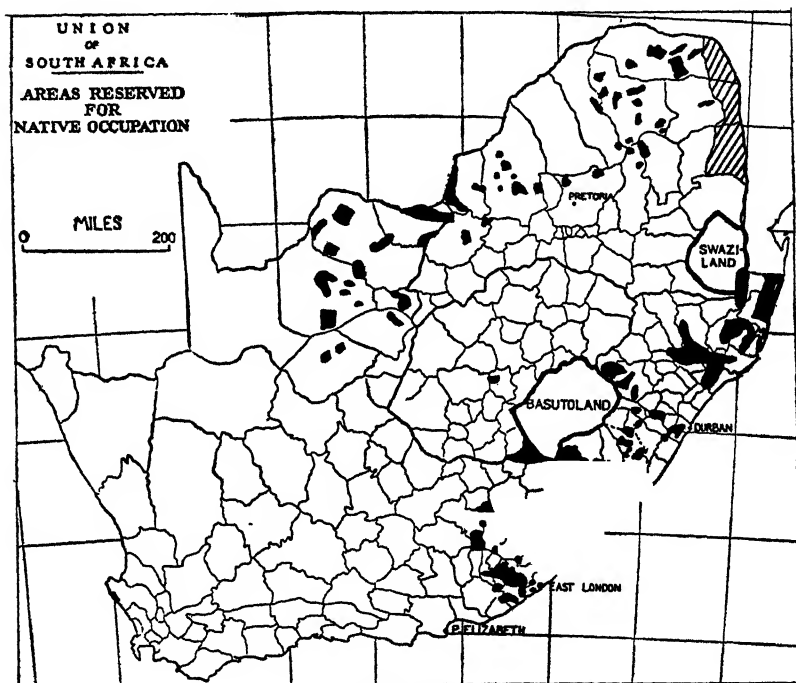 UNION
OF
SOUTH AFRICA
AREAS RESERVED
FOR
NATIVE OCCUPATION
MILES
0 200
PRETORIA
SWAZI-
LAND
BASUTOLAND
DURBAN
EAST LONDON
P. ELIZABETH